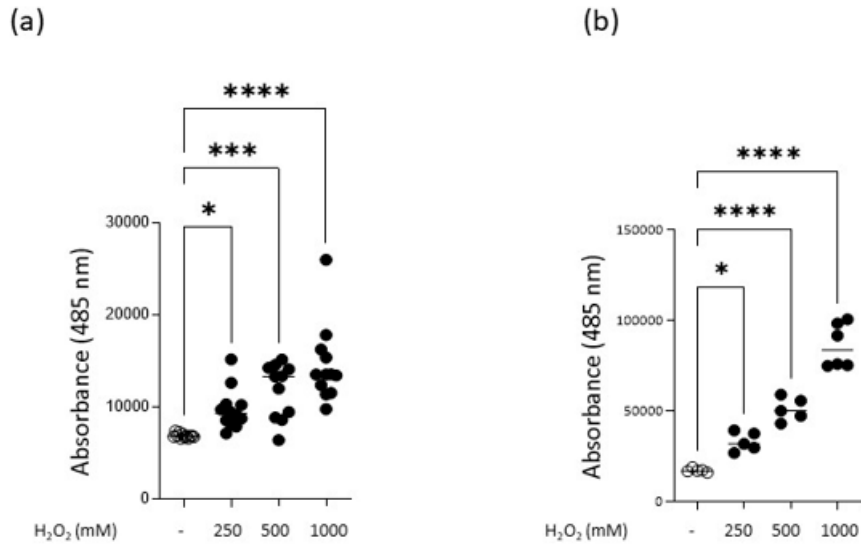 (a)
(b)
****
***
*
30000
20000
10000
0
Absorbance (485 nm)
H₂O₂ (mM)
- 250 500 1000
****
****
*
150000
100000
50000
0
Absorbance (485 nm)
H₂O₂ (mM)
- 250 500 1000